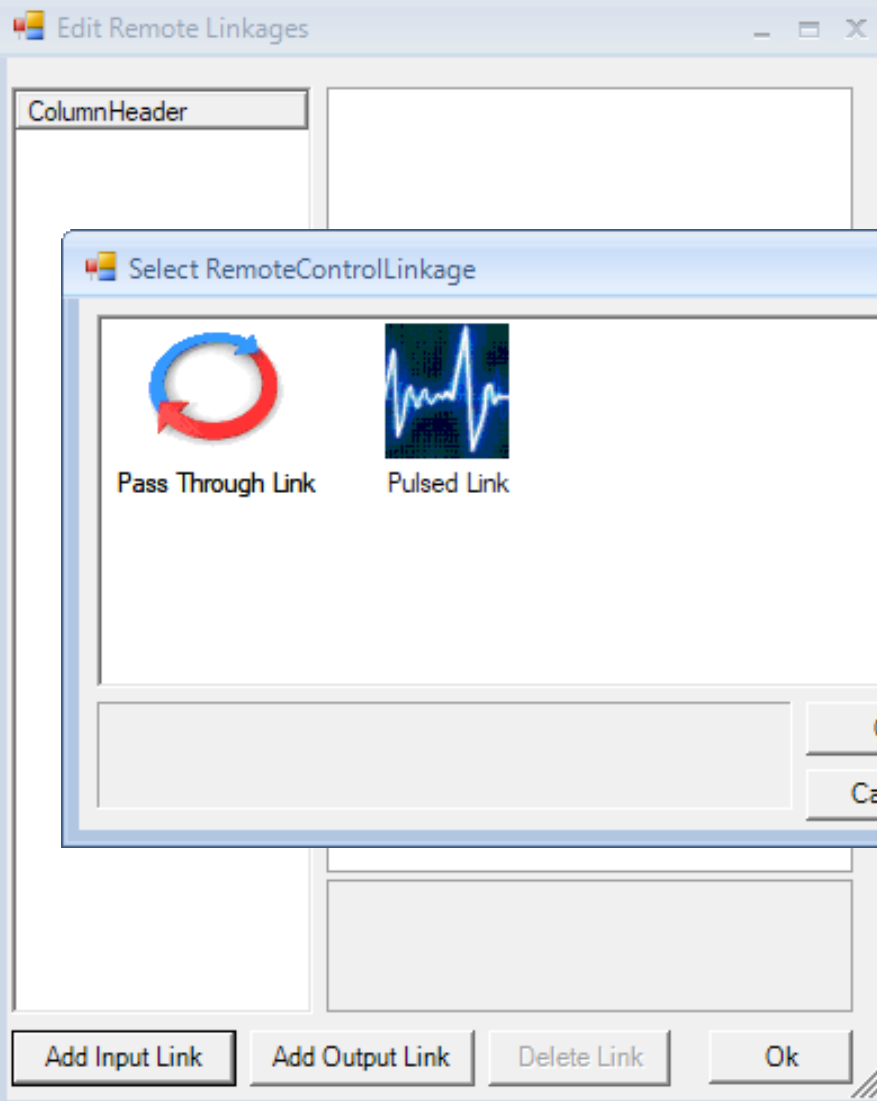 Edit Remote Linkages
ColumnHeader
Select RemoteControlLinkage
Pass Through Link
Pulsed Link
Add Input Link
Add Output Link
Delete Link
Ok